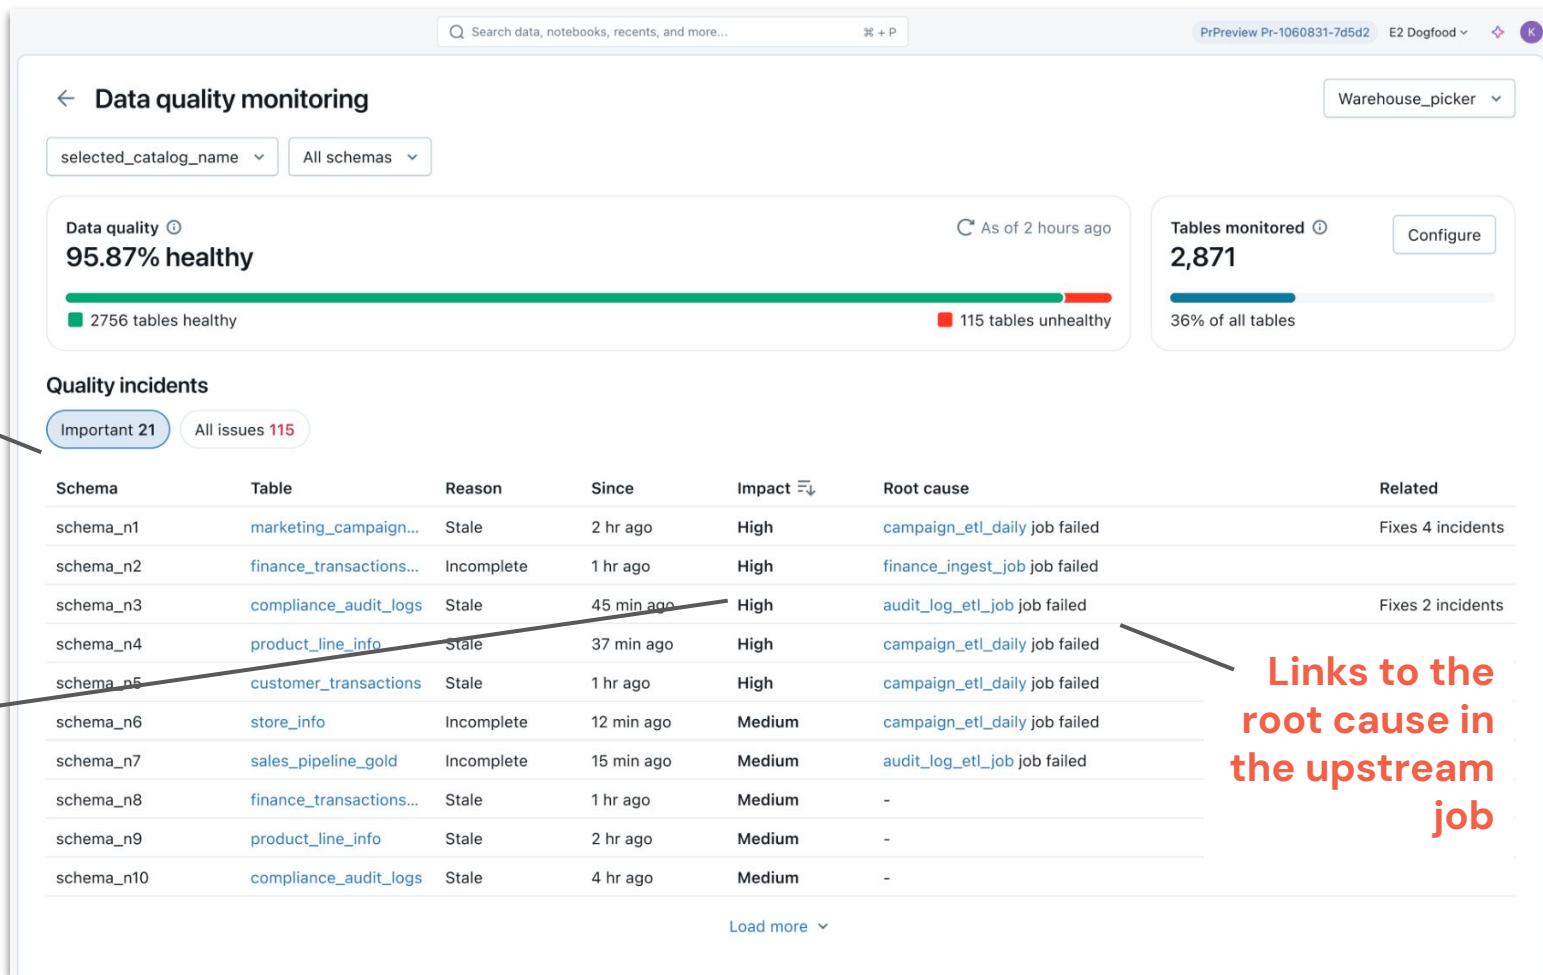 Search data, notebooks, recents, and more... ⌘ + P
PrPreview Pr-1060831-7d5d2 E2 Dogfood K
← Data quality monitoring
Warehouse_picker
selected_catalog_name All schemas
Data quality
As of 2 hours ago
95.87% healthy
2756 tables healthy 115 tables unhealthy
Tables monitored
Configure
2,871
36% of all tables
Quality incidents
Important 21 All issues 115
Schema Table Reason Since Impact Root cause Related
schema_n1 marketing_campaign... Stale 2 hr ago High campaign_etl_daily job failed Fixes 4 incidents
schema_n2 finance_transactions... Incomplete 1 hr ago High finance_ingest_job job failed
schema_n3 compliance_audit_logs Stale 45 min ago High audit_log_etl_job job failed Fixes 2 incidents
schema_n4 product_line_info Stale 37 min ago High campaign_etl_daily job failed
schema_n5 customer_transactions Stale 1 hr ago High campaign_etl_daily job failed
schema_n6 store_info Incomplete 12 min ago Medium campaign_etl_daily job failed
schema_n7 sales_pipeline_gold Incomplete 15 min ago Medium audit_log_etl_job job failed
schema_n8 finance_transactions... Stale 1 hr ago Medium -
schema_n9 product_line_info Stale 2 hr ago Medium -
schema_n10 compliance_audit_logs Stale 4 hr ago Medium -
Load more
Links to the
root cause in
the upstream
job